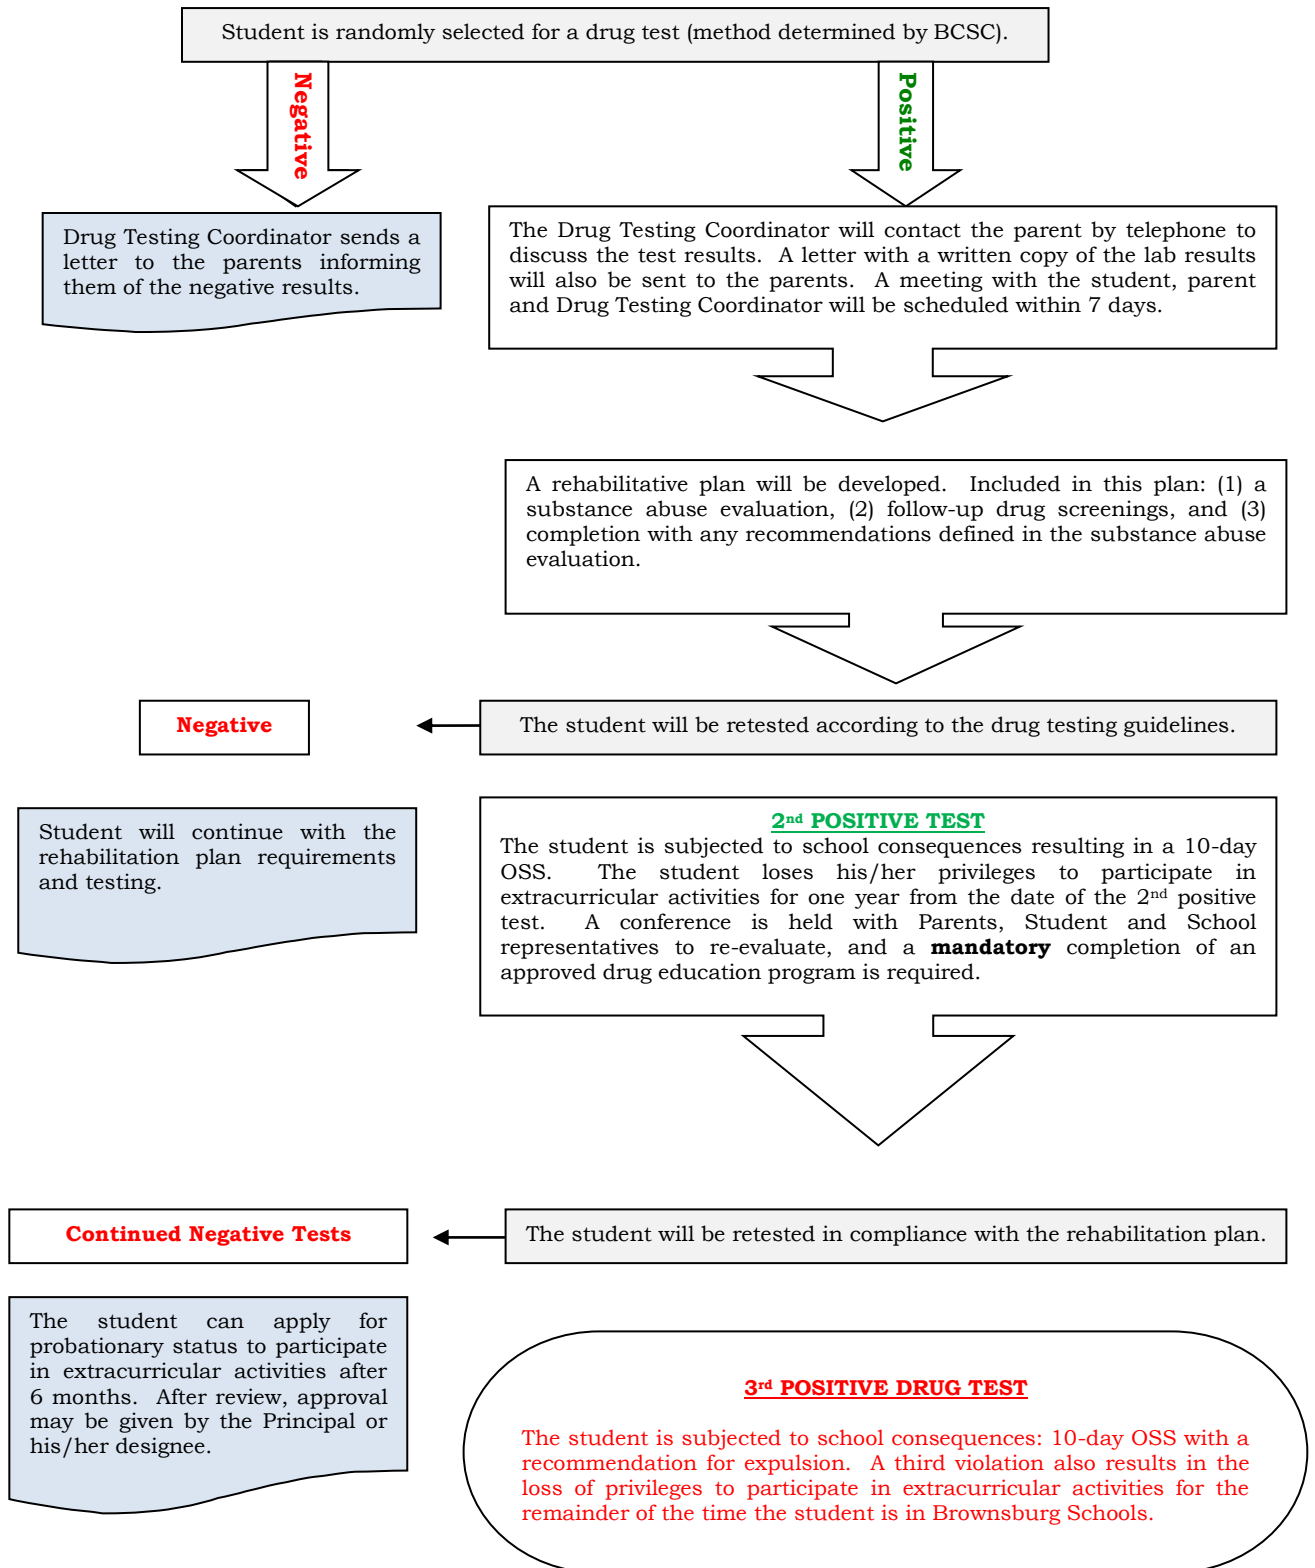 Student is randomly selected for a drug test (method determined by BCSC).
Negative
Positive
Drug Testing Coordinator sends a
letter to the parents informing
them of the negative results.
The Drug Testing Coordinator will contact the parent by telephone to
discuss the test results. A letter with a written copy of the lab results
will also be sent to the parents. A meeting with the student, parent
and Drug Testing Coordinator will be scheduled within 7 days.
A rehabilitative plan will be developed. Included in this plan: (1) a
substance abuse evaluation, (2) follow-up drug screenings, and (3)
completion with any recommendations defined in the substance abuse
evaluation.
Negative
The student will be retested according to the drug testing guidelines.
Student will continue with the
rehabilitation plan requirements
and testing.
2nd POSITIVE TEST
The student is subjected to school consequences resulting in a 10-day
OSS. The student loses his/her privileges to participate in
extracurricular activities for one year from the date of the 2nd positive
test. A conference is held with Parents, Student and School
representatives to re-evaluate, and a mandatory completion of an
approved drug education program is required.
Continued Negative Tests
The student will be retested in compliance with the rehabilitation plan.
The student can apply for
probationary status to participate
in extracurricular activities after
6 months. After review, approval
may be given by the Principal or
his/her designee.
3rd POSITIVE DRUG TEST
The student is subjected to school consequences: 10-day OSS with a
recommendation for expulsion. A third violation also results in the
loss of privileges to participate in extracurricular activities for the
remainder of the time the student is in Brownsburg Schools.